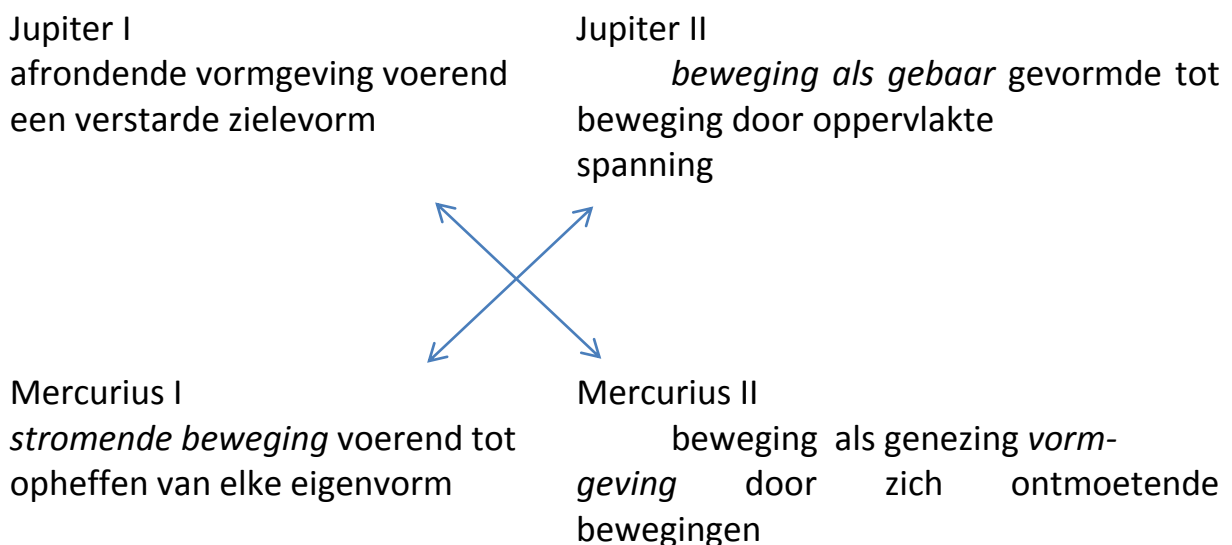 Jupiter I
afrondende vormgeving voerend
een verstarde zielevorm
Jupiter II
beweging als gebaar gevormde tot
beweging door oppervlakte
spanning
Mercurius I
stromende beweging voerend tot
opheffen van elke eigenvorm
Mercurius II
beweging als genezing vorm-
geving door zich ontmoetende
bewegingen